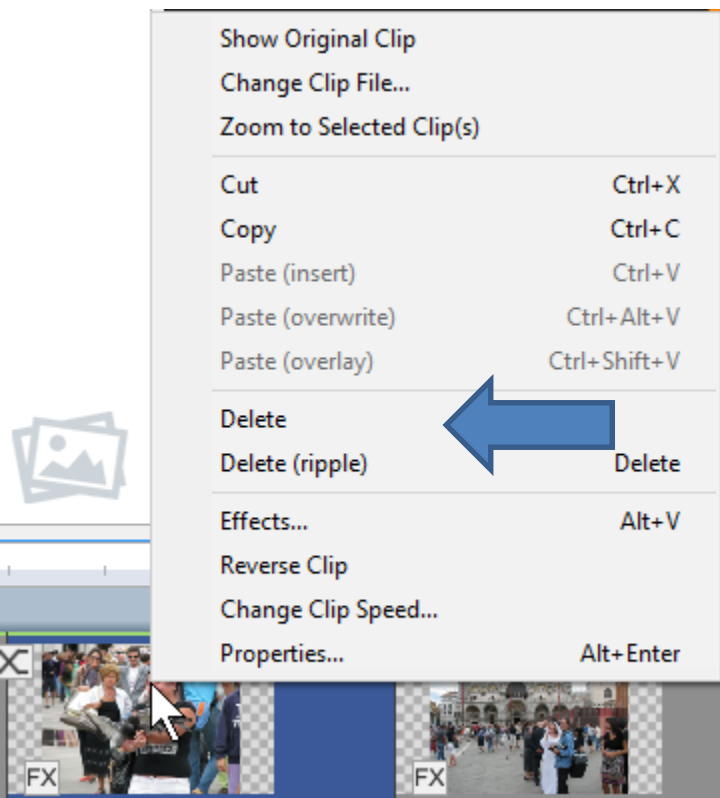 Show Original Clip
Change Clip File...
Zoom to Selected Clip(s)
Cut Ctrl+X
Copy Ctrl+C
Paste (insert) Ctrl+V
Paste (overwrite) Ctrl+Alt+V
Paste (overlay) Ctrl+Shift+V
Delete
Delete (ripple) Delete
Effects... Alt+V
Reverse Clip
Change Clip Speed...
Properties... Alt+Enter
FX FX